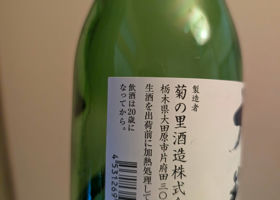 製造者
菊の里酒造株式会
栃木県大田原市片府田三〇
生酒を出荷前に加熱処理して
飲酒は20歳に
なってから。
4531269